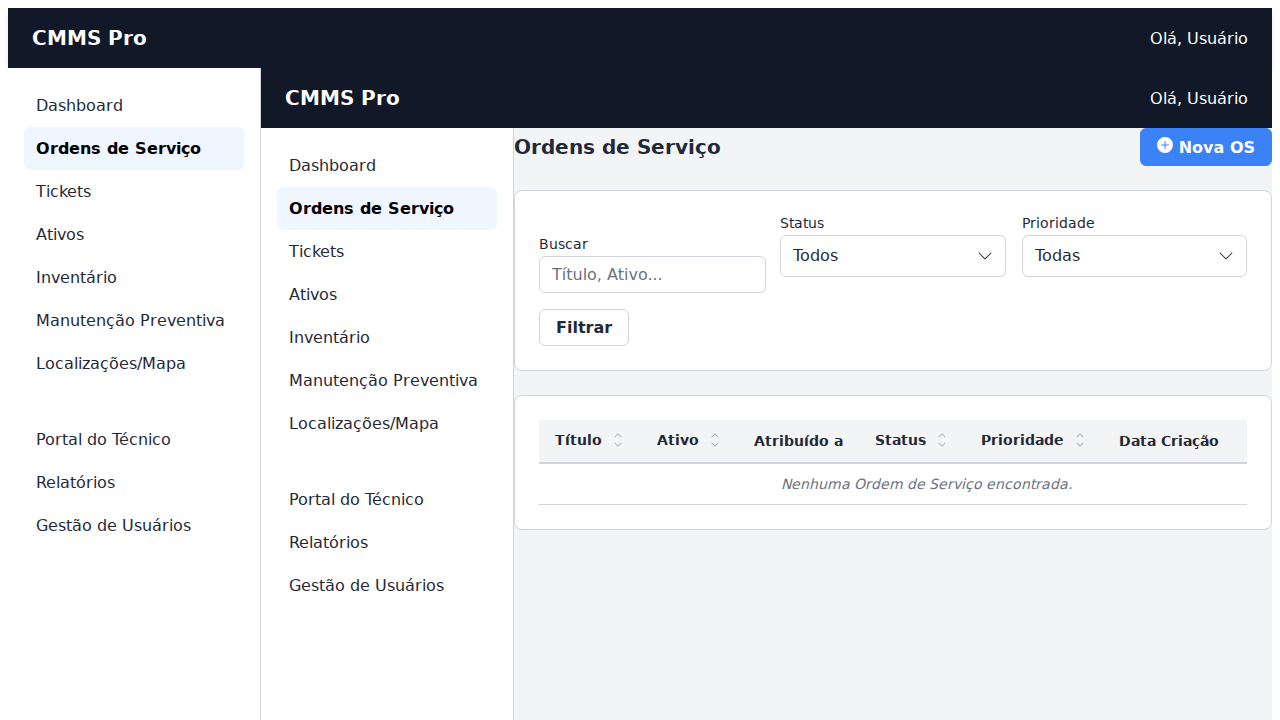 CMMS Pro
Olá, Usuário
Dashboard
Ordens de Serviço
Tickets
Ativos
Inventário
Manutenção Preventiva
Localizações/Mapa
Portal do Técnico
Relatórios
Gestão de Usuários
CMMS Pro
Olá, Usuário
Dashboard
Ordens de Serviço
Tickets
Ativos
Inventário
Manutenção Preventiva
Localizações/Mapa
Portal do Técnico
Relatórios
Gestão de Usuários
Ordens de Serviço
Nova OS
Buscar
Título, Ativo...
Status
Todos
Prioridade
Todas
Filtrar
Título Ativo Atribuído a Status Prioridade Data Criação
Nenhuma Ordem de Serviço encontrada.